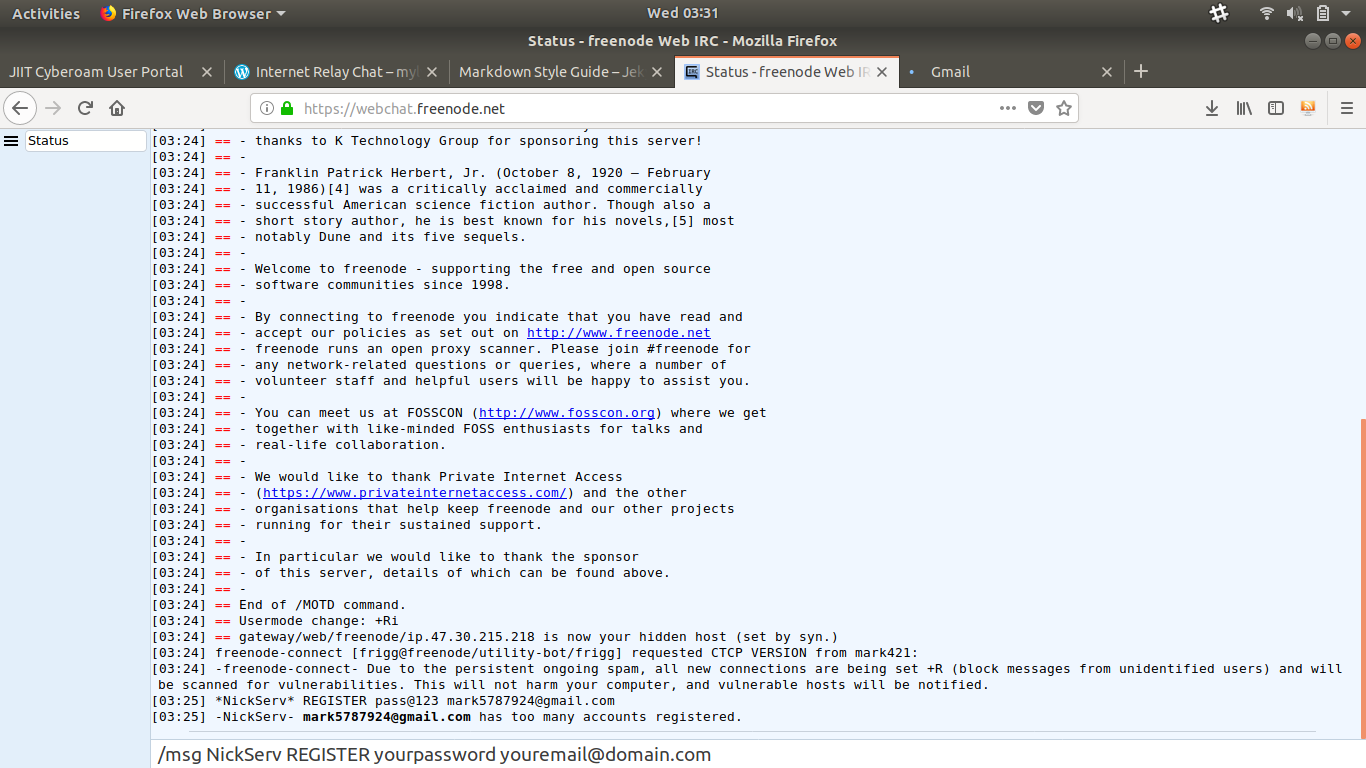 Activities Firefox Web Browser Wed 03:31
Status - freenode Web IRC - Mozilla Firefox
JIIT Cyberoam User Portal Internet Relay Chat – my Markdown Style Guide – Jek Status - freenode Web IR Gmail
https://webchat.freenode.net
Status
[03:24] == - thanks to K Technology Group for sponsoring this server!
[03:24] == -
[03:24] == - Franklin Patrick Herbert, Jr. (October 8, 1920 – February
[03:24] == - 11, 1986)[4] was a critically acclaimed and commercially
[03:24] == - successful American science fiction author. Though also a
[03:24] == - short story author, he is best known for his novels,[5] most
[03:24] == - notably Dune and its five sequels.
[03:24] == -
[03:24] == - Welcome to freenode - supporting the free and open source
[03:24] == - software communities since 1998.
[03:24] == -
[03:24] == - By connecting to freenode you indicate that you have read and
[03:24] == - accept our policies as set out on http://www.freenode.net
[03:24] == - freenode runs an open proxy scanner. Please join #freenode for
[03:24] == - any network-related questions or queries, where a number of
[03:24] == - volunteer staff and helpful users will be happy to assist you.
[03:24] == -
[03:24] == - You can meet us at FOSSCON (http://www.fosscon.org) where we get
[03:24] == - together with like-minded FOSS enthusiasts for talks and
[03:24] == - real-life collaboration.
[03:24] == -
[03:24] == - We would like to thank Private Internet Access
[03:24] == - (https://www.privateinternetaccess.com/) and the other
[03:24] == - organisations that help keep freenode and our other projects
[03:24] == - running for their sustained support.
[03:24] == -
[03:24] == - In particular we would like to thank the sponsor
[03:24] == - of this server, details of which can be found above.
[03:24] == -
[03:24] == End of /MOTD command.
[03:24] == Usermode change: +Ri
[03:24] == gateway/web/freenode/ip.47.30.215.218 is now your hidden host (set by syn.)
[03:24] freenode-connect [frigg@freenode/utility-bot/frigg] requested CTCP VERSION from mark421:
[03:24] -freenode-connect- Due to the persistent ongoing spam, all new connections are being set +R (block messages from unidentified users) and will
be scanned for vulnerabilities. This will not harm your computer, and vulnerable hosts will be notified.
[03:25] *NickServ* REGISTER pass@123 mark5787924@gmail.com
[03:25] -NickServ- mark5787924@gmail.com has too many accounts registered.
/msg NickServ REGISTER yourpassword youremail@domain.com